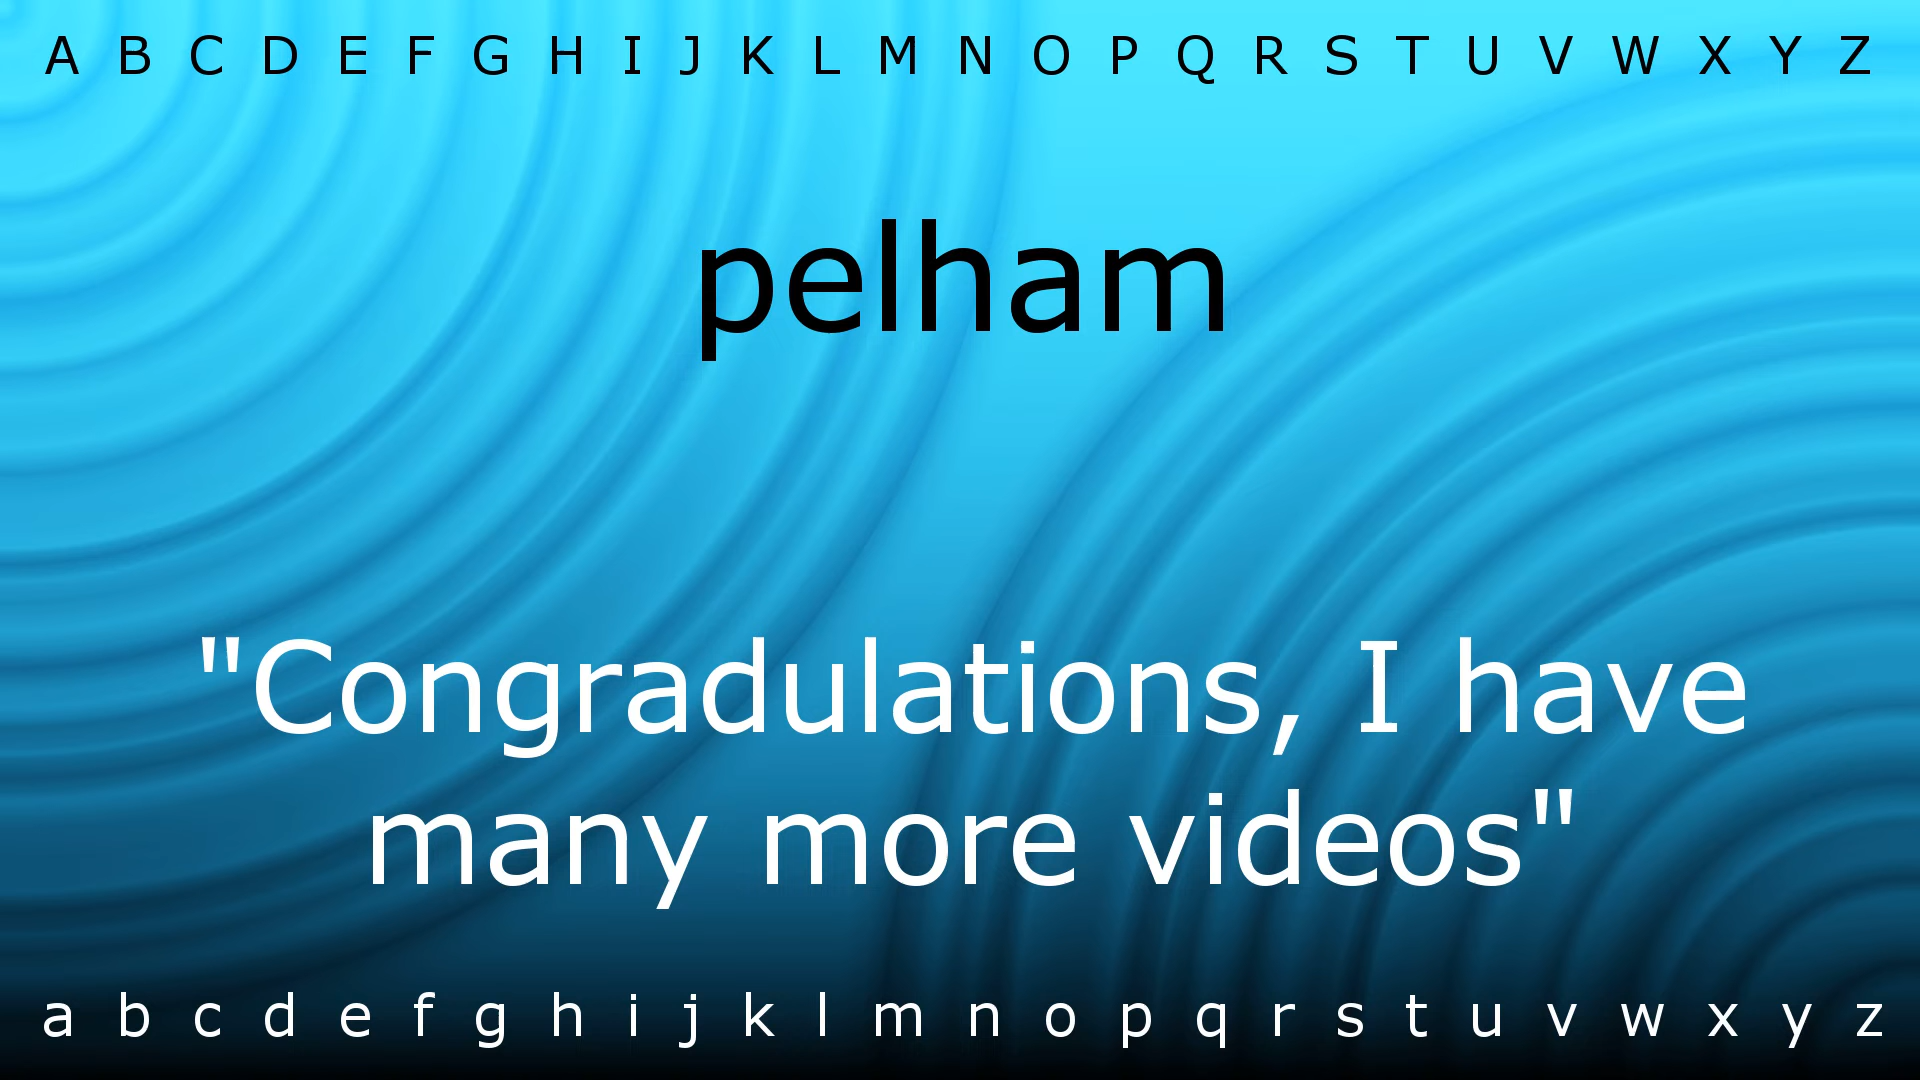 A B C D E F G H I J K L M N O P Q R S T U V W X Y Z
pelham
"Congradulations, I have
many more videos"
a b c d e f g h i j k l m n o p q r s t u v w x y z